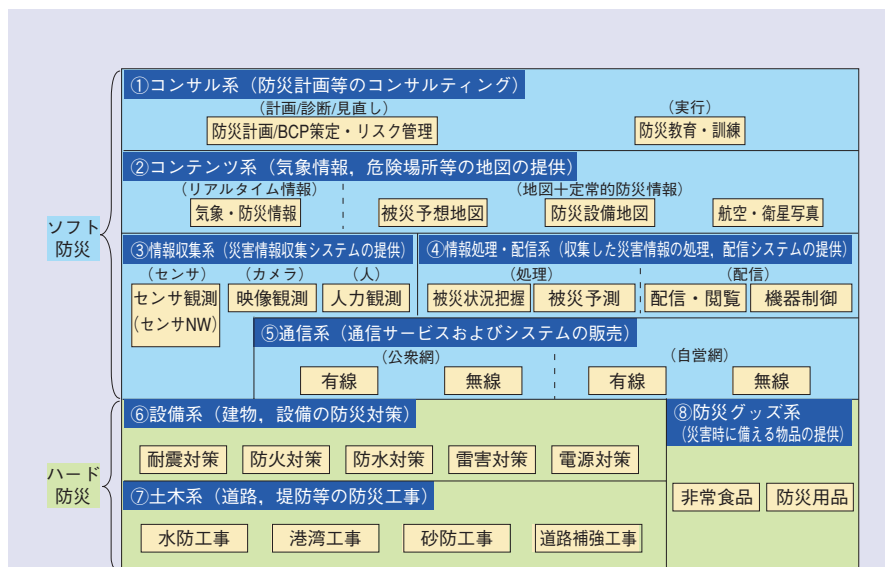 ソフト
防災
①コンサル系（防災計画等のコンサルティング）
（計画/診断/見直し）
（実行）
防災計画/BCP策定・リスク管理
防災教育・訓練
②コンテンツ系（気象情報，危険場所等の地図の提供）
（リアルタイム情報）
（地図＋定常的防災情報）
気象・防災情報
被災予想地図
防災設備地図
航空・衛星写真
③情報収集系（災害情報収集システムの提供）
（センサ）
（カメラ）
（人）
センサ観測
（センサNW）
映像観測
人力観測
④情報処理・配信系（収集した災害情報の処理，配信システムの提供）
（処理）
（配信）
被災状況把握
被災予測
配信・閲覧
機器制御
⑤通信系（通信サービスおよびシステムの販売）
（公衆網）
（自営網）
有線
無線
有線
無線
ハード
防災
⑥設備系（建物，設備の防災対策）
耐震対策
防火対策
防水対策
雷害対策
電源対策
⑦土木系（道路，堤防等の防災工事）
水防工事
港湾工事
砂防工事
道路補強工事
⑧防災グッズ系
（災害時に備える物品の提供）
非常食品
防災用品